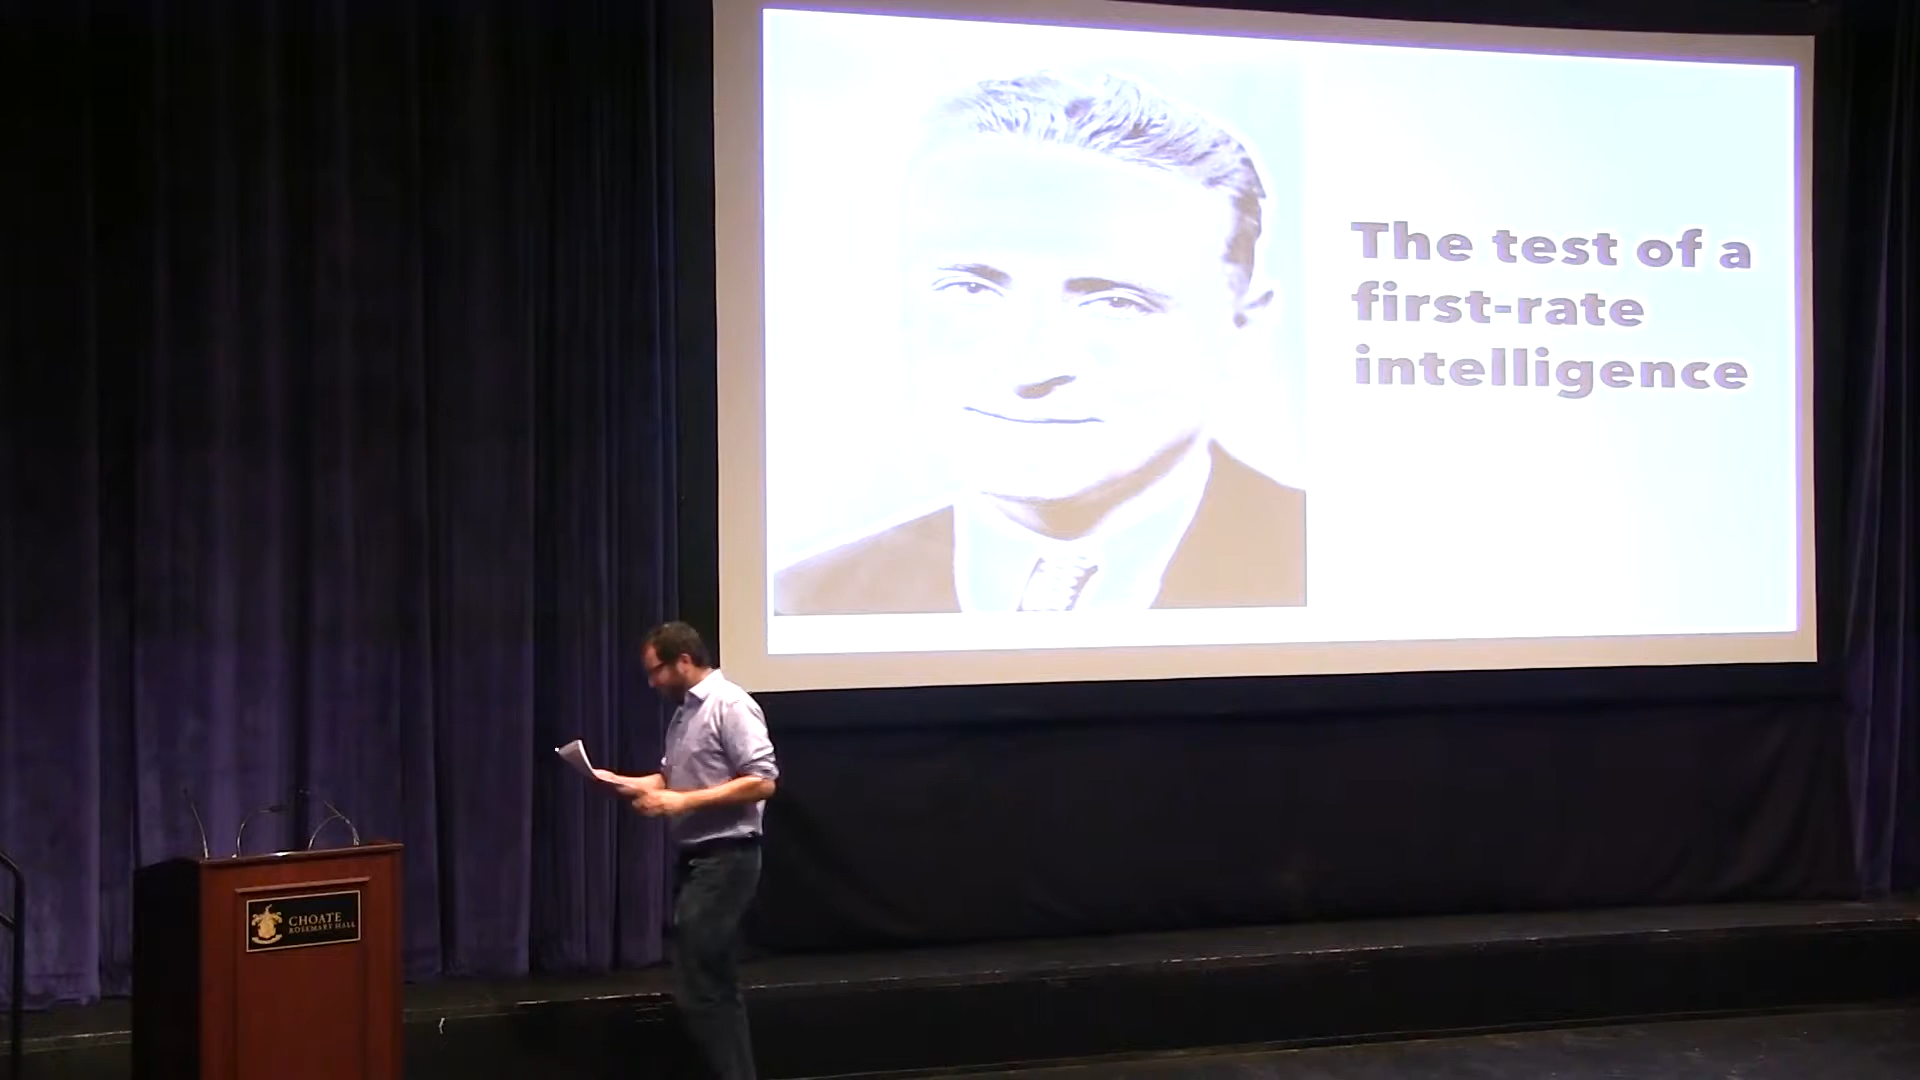 The test of a
first-rate
intelligence
CHOATE
ROSEMARY HALL